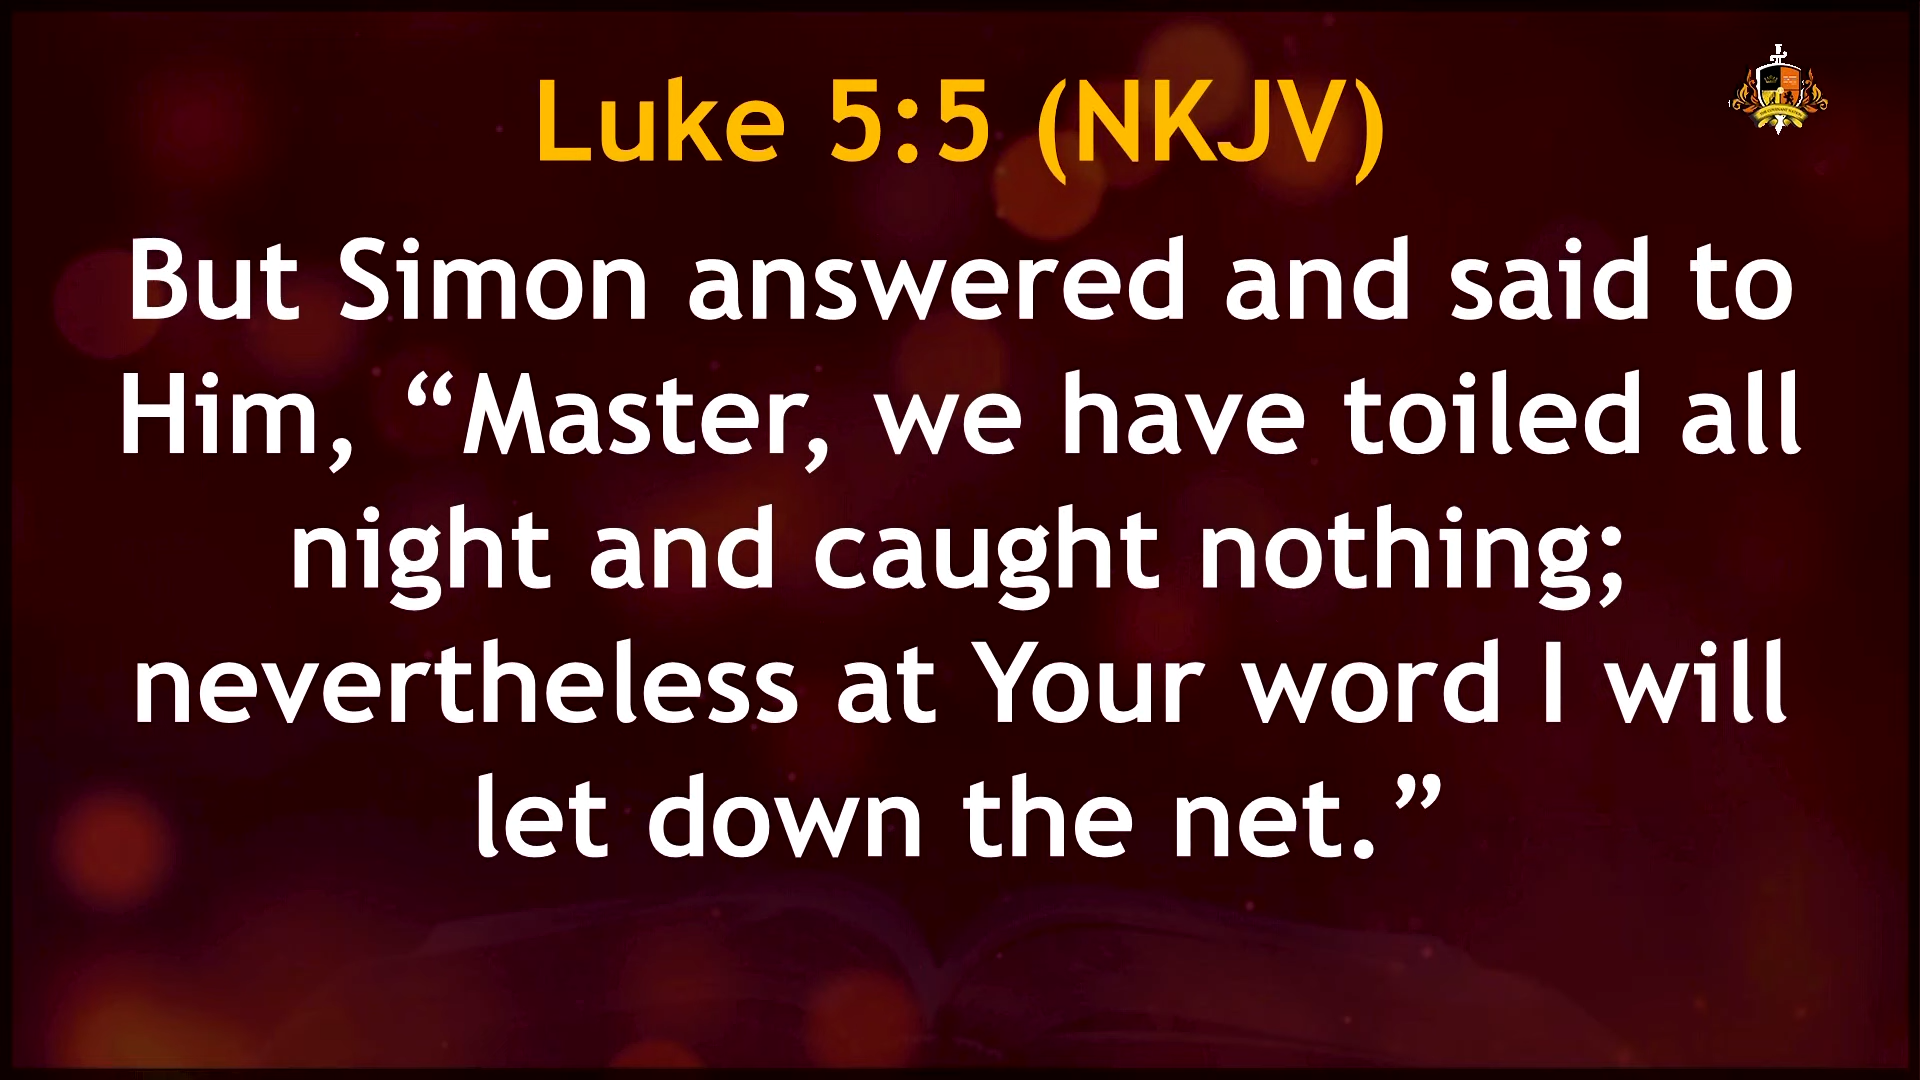 Luke 5:5 (NKJV)
But Simon answered and said to
Him, “Master, we have toiled all
night and caught nothing;
nevertheless at Your word I will
let down the net.”